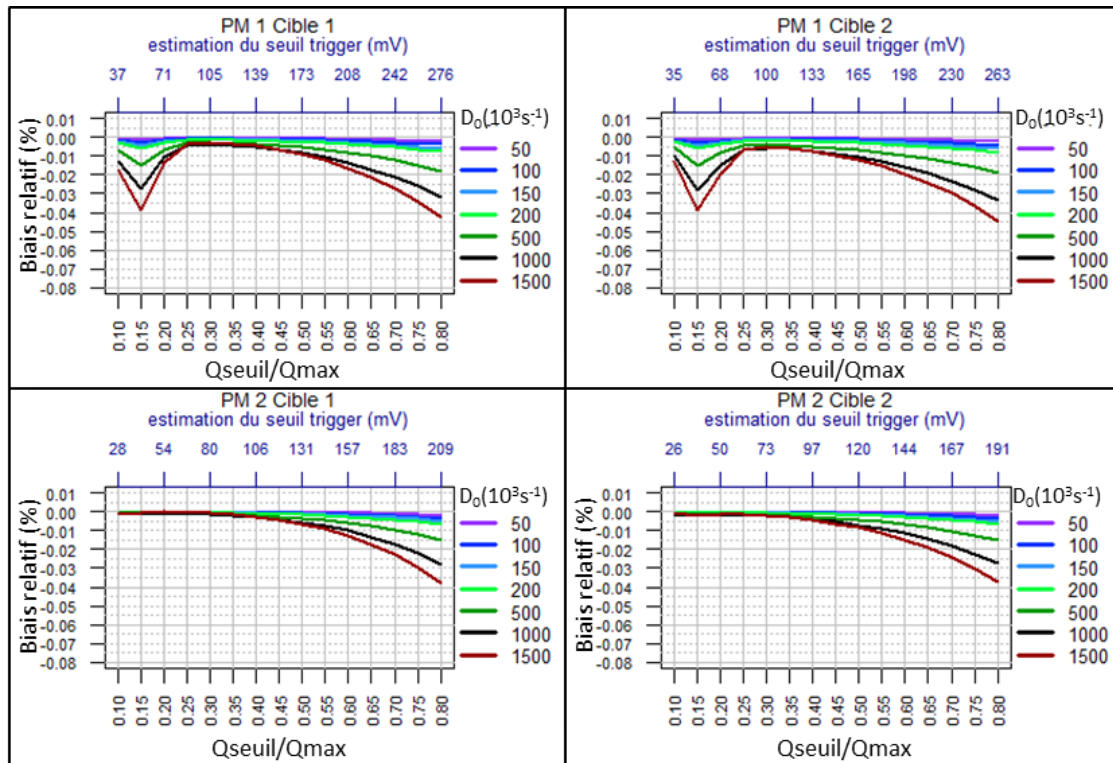 PM 1 Cible 1
estimation du seuil trigger (mV)
37 71 105 139 173 208 242 276
Biais relatif (%)
0.01
0.00
-0.01
-0.02
-0.03
-0.04
-0.05
-0.06
-0.07
-0.08
D₀(10³s⁻¹)
50
100
150
200
500
1000
1500
0.10 0.15 0.20 0.25 0.30 0.35 0.40 0.45 0.50 0.55 0.60 0.65 0.70 0.75 0.80
Qseuil/Qmax
PM 1 Cible 2
estimation du seuil trigger (mV)
35 68 100 133 165 198 230 263
Biais relatif (%)
0.01
0.00
-0.01
-0.02
-0.03
-0.04
-0.05
-0.06
-0.07
-0.08
D₀(10³s⁻¹)
50
100
150
200
500
1000
1500
0.10 0.15 0.20 0.25 0.30 0.35 0.40 0.45 0.50 0.55 0.60 0.65 0.70 0.75 0.80
Qseuil/Qmax
PM 2 Cible 1
estimation du seuil trigger (mV)
28 54 80 106 131 157 183 209
Biais relatif (%)
0.01
0.00
-0.01
-0.02
-0.03
-0.04
-0.05
-0.06
-0.07
-0.08
D₀(10³s⁻¹)
50
100
150
200
500
1000
1500
0.10 0.15 0.20 0.25 0.30 0.35 0.40 0.45 0.50 0.55 0.60 0.65 0.70 0.75 0.80
Qseuil/Qmax
PM 2 Cible 2
estimation du seuil trigger (mV)
26 50 73 97 120 144 167 191
Biais relatif (%)
0.01
0.00
-0.01
-0.02
-0.03
-0.04
-0.05
-0.06
-0.07
-0.08
D₀(10³s⁻¹)
50
100
150
200
500
1000
1500
0.10 0.15 0.20 0.25 0.30 0.35 0.40 0.45 0.50 0.55 0.60 0.65 0.70 0.75 0.80
Qseuil/Qmax